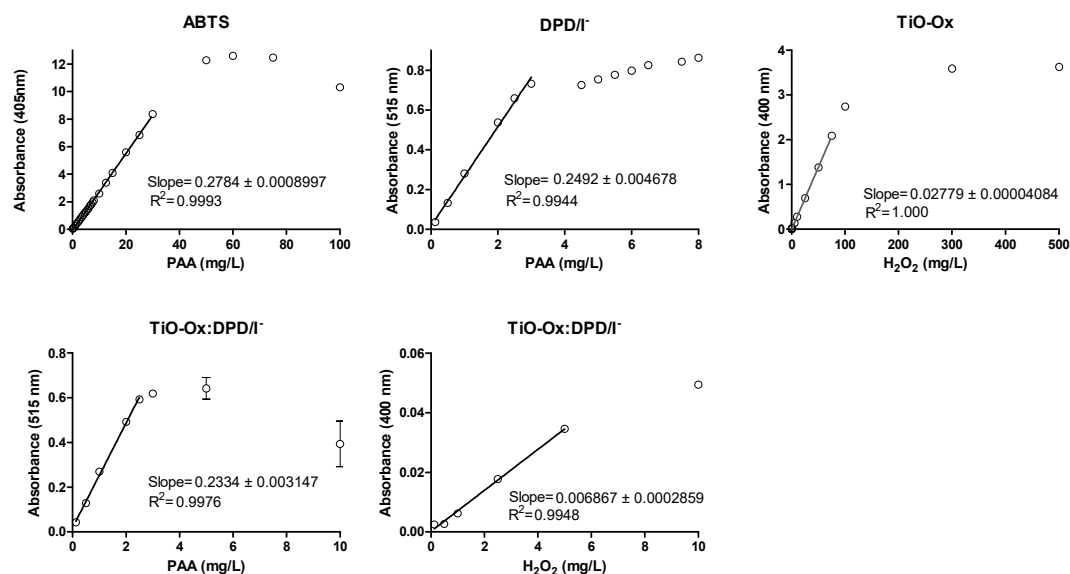 ABTS
Absorbance (405nm)
12
10
8
6
4
2
0
Slope= 0.2784 ± 0.0008997
R²= 0.9993
0 20 40 60 80 100
PAA (mg/L)
DPD/I⁻
Absorbance (515 nm)
0.8
0.6
0.4
0.2
0.0
Slope= 0.2492 ± 0.004678
R²= 0.9944
0 2 4 6 8
PAA (mg/L)
TiO-Ox
Absorbance (400 nm)
4
3
2
1
0
Slope= 0.02779 ± 0.00004084
R²= 1.000
0 100 200 300 400 500
H₂O₂ (mg/L)
TiO-Ox:DPD/I⁻
Absorbance (515 nm)
0.8
0.6
0.4
0.2
0.0
Slope= 0.2334 ± 0.003147
R²= 0.9976
0 2 4 6 8 10
PAA (mg/L)
TiO-Ox:DPD/I⁻
Absorbance (400 nm)
0.06
0.04
0.02
0.00
Slope= 0.006867 ± 0.0002859
R²= 0.9948
0 2 4 6 8 10
H₂O₂ (mg/L)